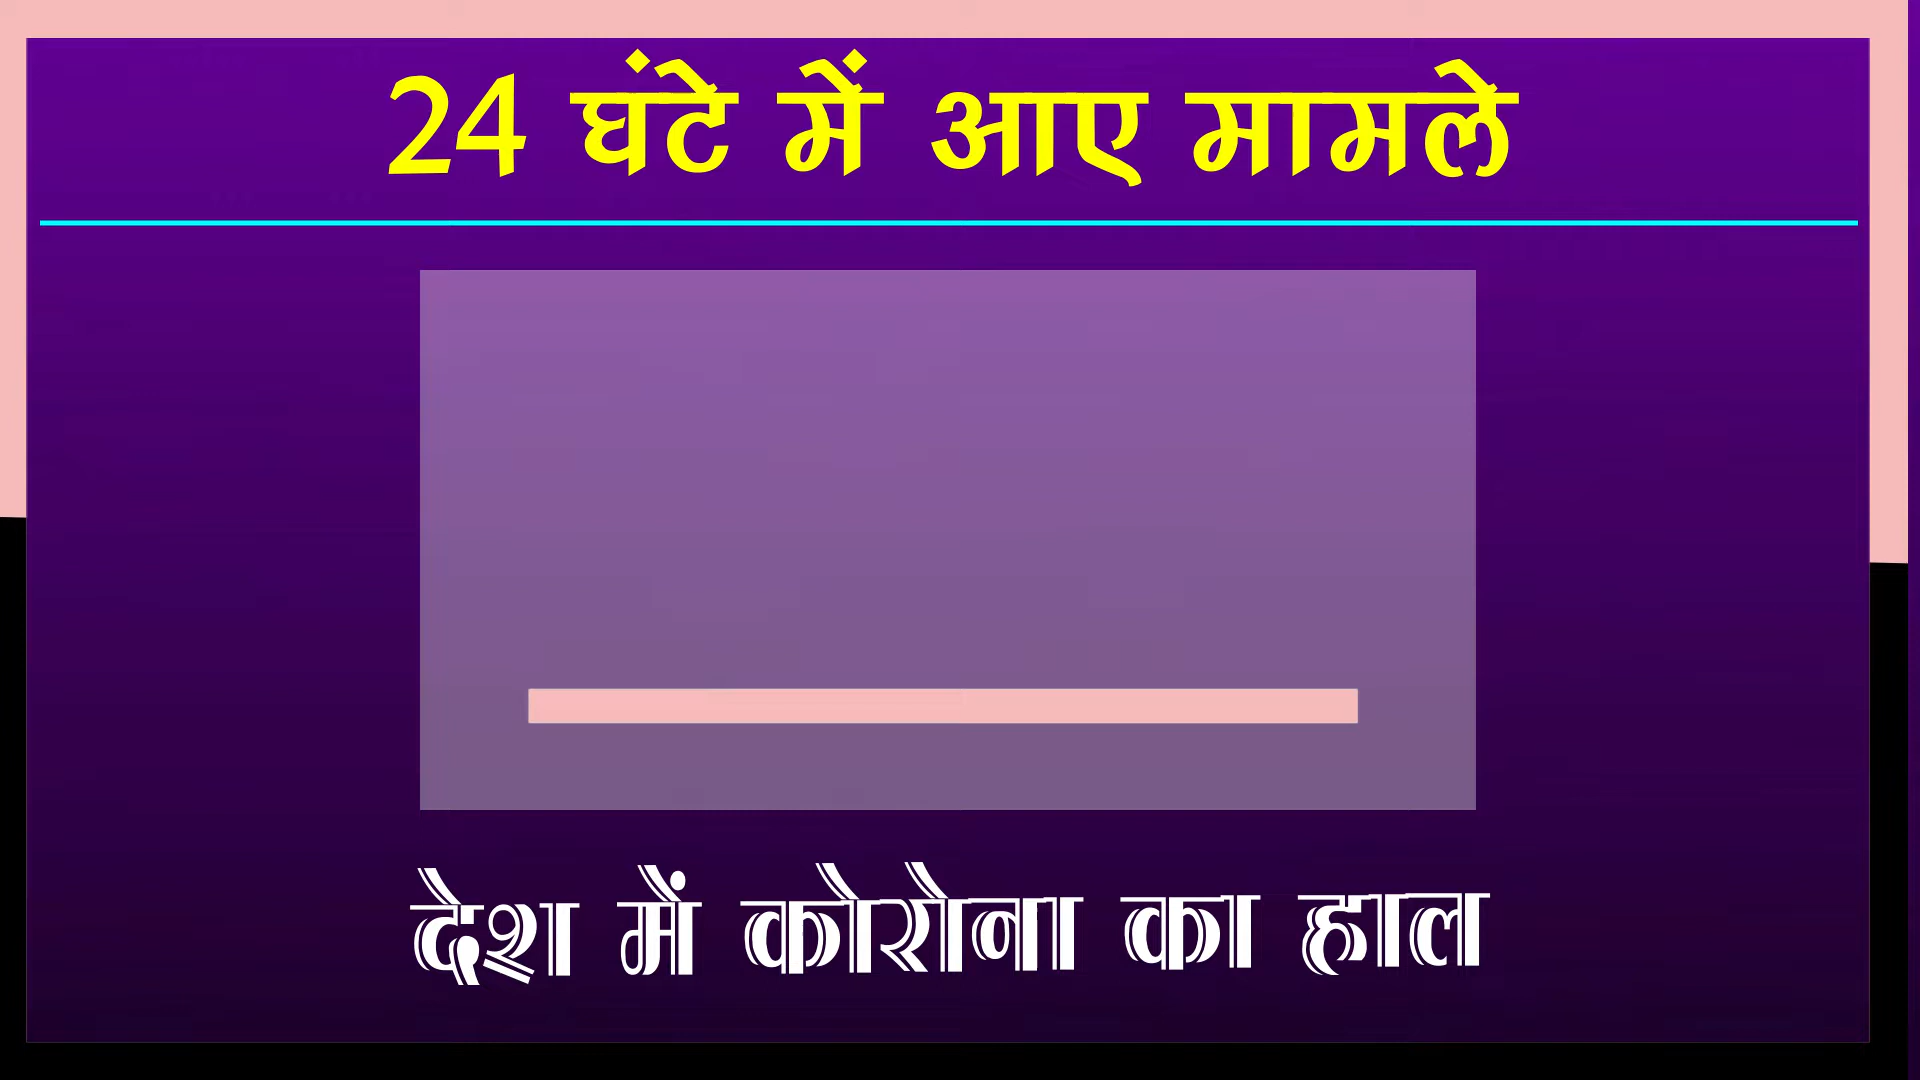 24 घंटे में आए मामले
देश में कोरोना का हाल